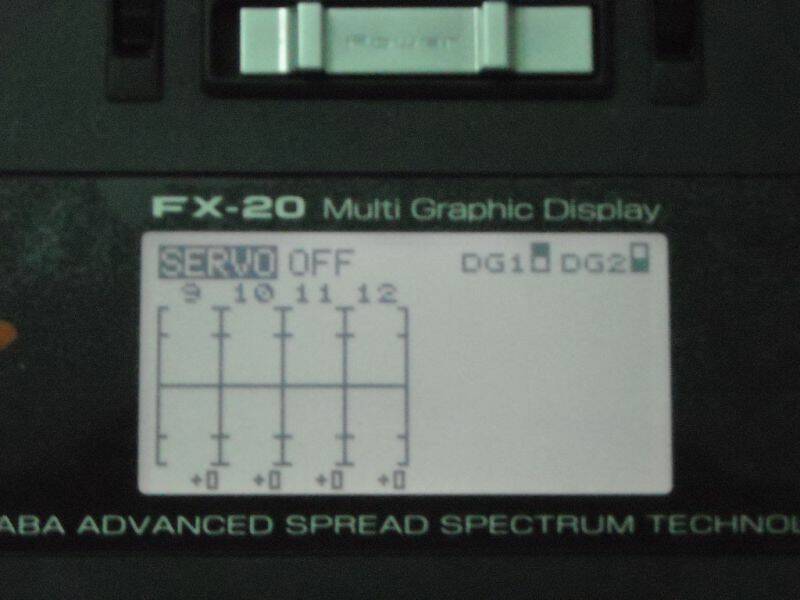 POWER
FX-20 Multi Graphic Display
SERVO OFF DG1 DG2
9 10 11 12
+0 +0 +0 +0
ABA ADVANCED SPREAD SPECTRUM TECHNOL